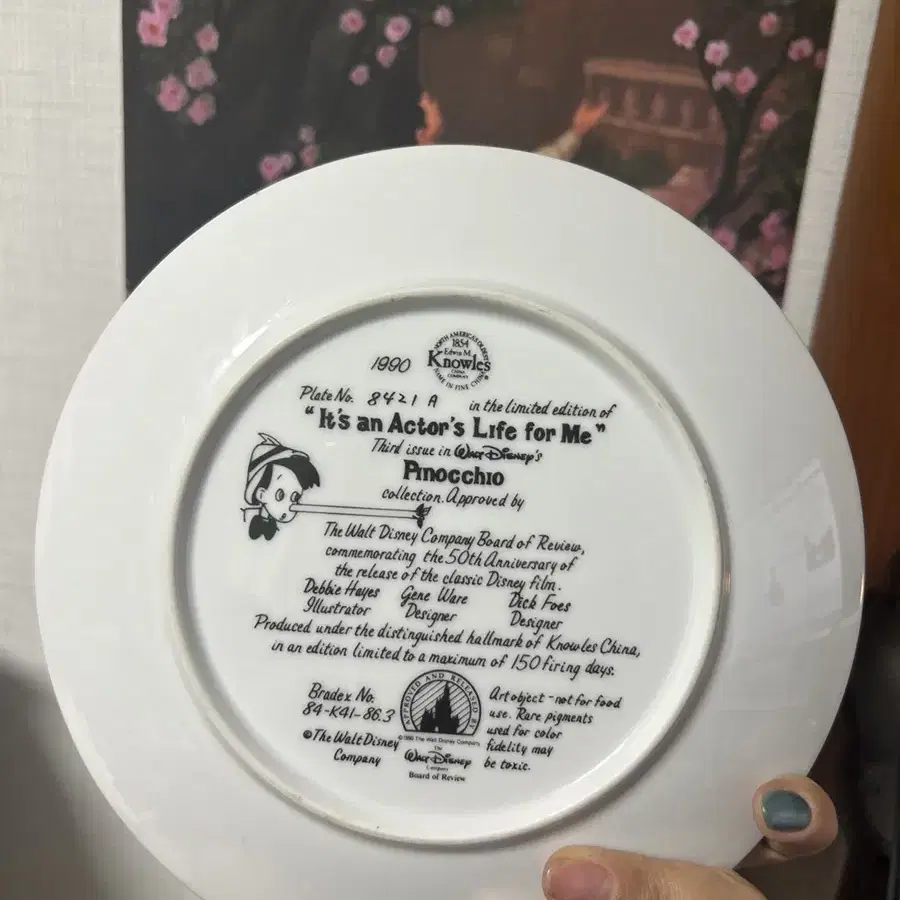 1990
NORTH AMERICA'S OLDEST
1854
Edwin M.
Knowles
CHINA
COMPANY
NAME IN FINE CHINA
Plate No. 8421 A in the limited edition of
"It's an Actor's Life for Me"
Third issue in Walt Disney's
Pinocchio
collection. Approved by
The Walt Disney Company Board of Review,
commemorating the 50th Anniversary of
the release of the classic Disney film.
Debbie Hayes Gene Ware Dick Foes
Illustrator Designer Designer
Produced under the distinguished hallmark of Knowles China,
in an edition limited to a maximum of 150 firing days.
Bradex No.
84-K41-86.3
©The Walt Disney
Company
APPROVED AND RELEASED BY
©1990 The Walt Disney Company
The
Walt Disney
Company
Board of Review
Art object - not for food
use. Rare pigments
used for color
fidelity may
be toxic.